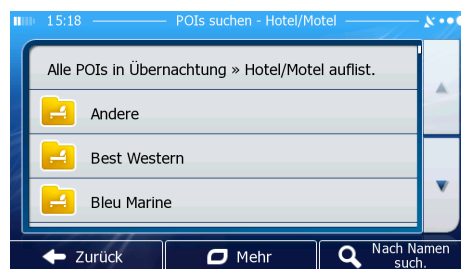 15:18 POIs suchen - Hotel/Motel
Alle POIs in Übernachtung » Hotel/Motel auflist.
Andere
Best Western
Bleu Marine
Zurück
Mehr
Nach Namen
such.